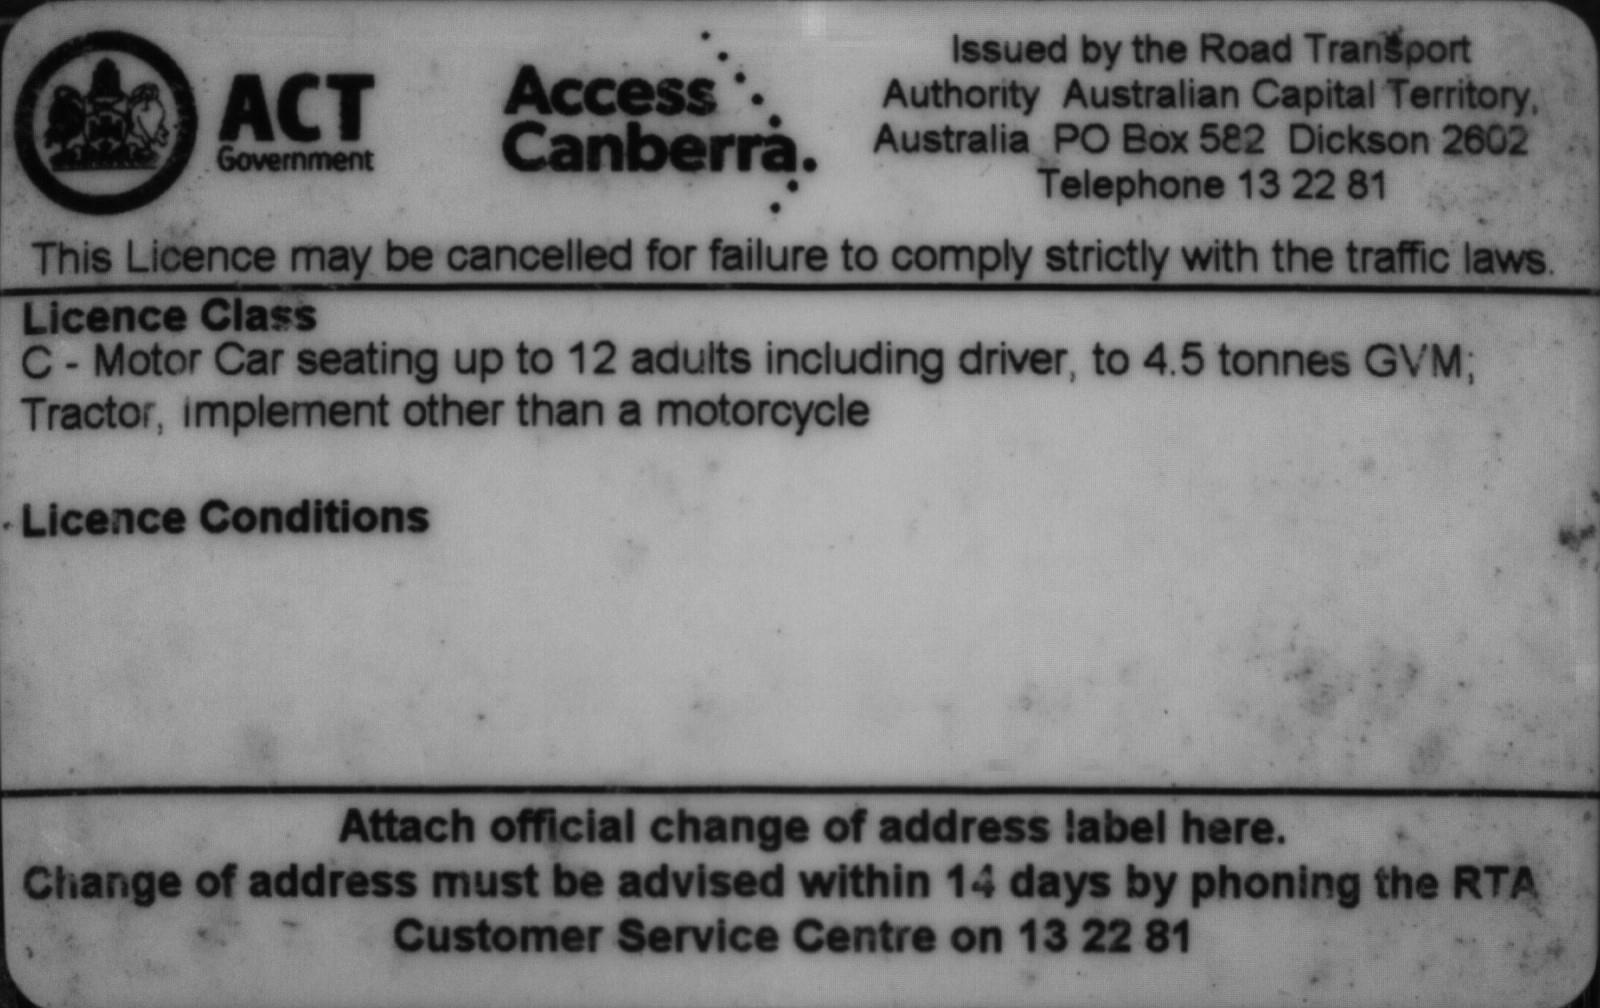 ACT
Government
Access
Canberra.
Issued by the Road Transport
Authority Australian Capital Territory,
Australia PO Box 582 Dickson 2602
Telephone 13 22 81
This Licence may be cancelled for failure to comply strictly with the traffic laws.
Licence Class
C - Motor Car seating up to 12 adults including driver, to 4.5 tonnes GVM;
Tractor, implement other than a motorcycle
Licence Conditions
Attach official change of address label here.
Change of address must be advised within 14 days by phoning the RTA
Customer Service Centre on 13 22 81